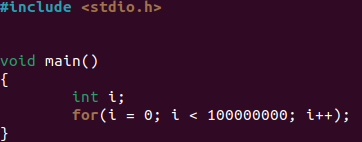 #include <stdio.h>
void main()
{
int i;
for(i = 0; i < 100000000; i++);
}